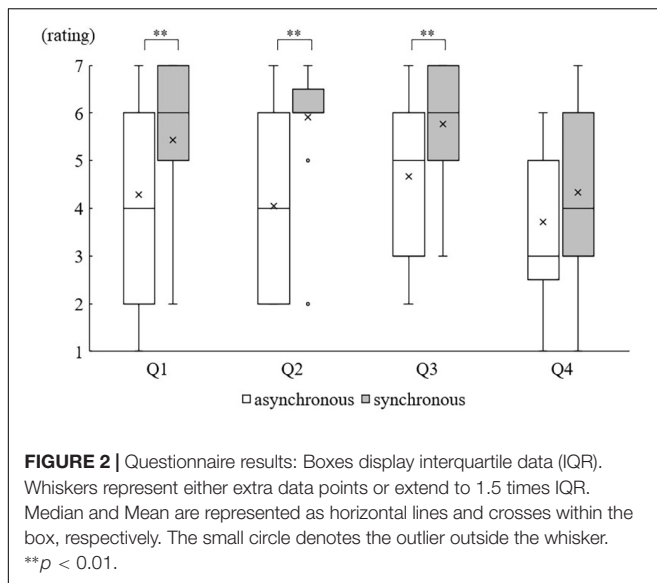 (rating)
** ** **
7
6
5
4
3
2
1
Q1 Q2 Q3 Q4
asynchronous synchronous
FIGURE 2 | Questionnaire results: Boxes display interquartile data (IQR).
Whiskers represent either extra data points or extend to 1.5 times IQR.
Median and Mean are represented as horizontal lines and crosses within the
box, respectively. The small circle denotes the outlier outside the whisker.
**p < 0.01.